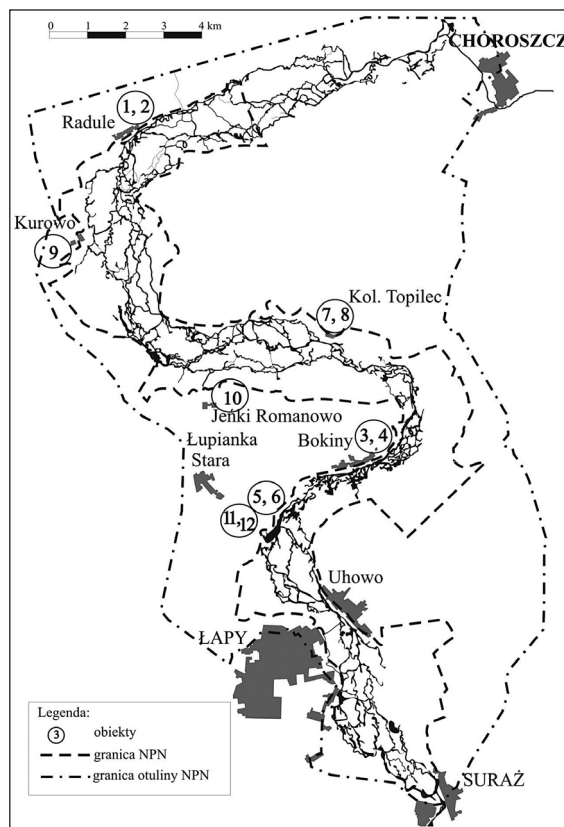 0 1 2 4 km
CHOROSZCZ
1, 2
Radule
Kurowo
9
Kol. Topilec
7, 8
10
Jeńki Romanowo
Bokiny
3, 4
Łupianka
Stara
5, 6
11,
12
Uhowo
ŁAPY
Legenda:
3 obiekty
granica NPN
granica otuliny NPN
SURAŻ